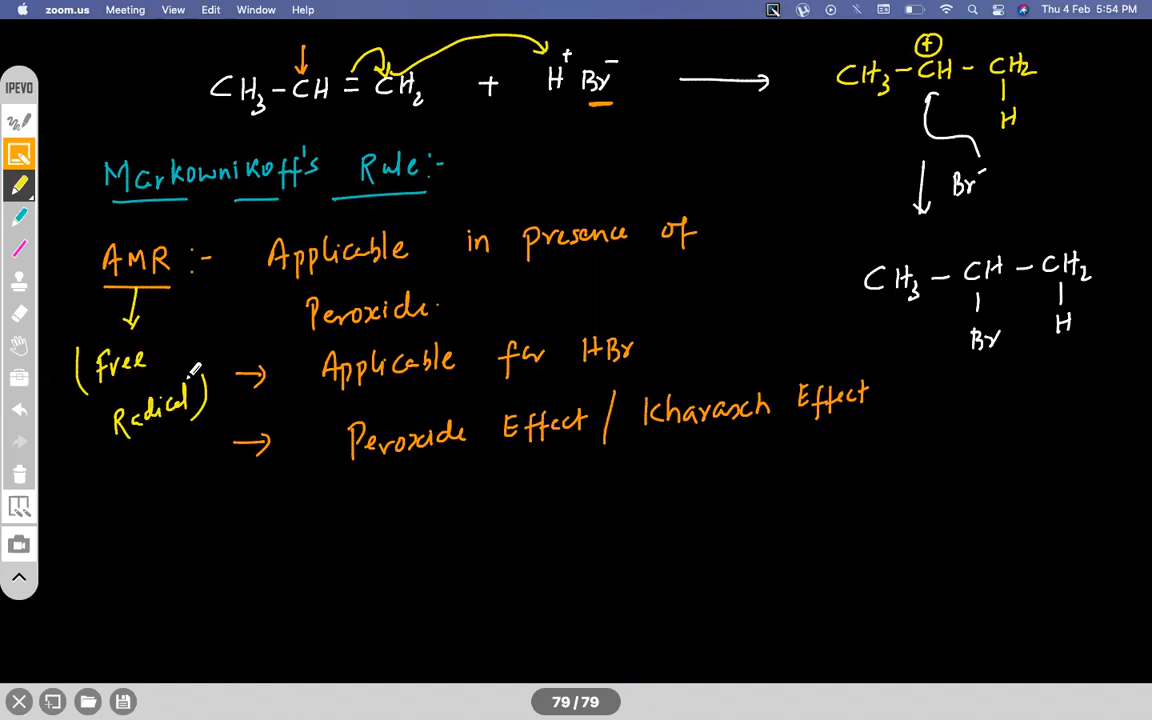 zoom.us Meeting View Edit Window Help Thu 4 Feb 5:54 PM
IPEVO
CH3 - CH = CH2 + H+ Br- ⟶ CH3 - CH - CH2
+
H
Br-
Markownikoff's Rule:-
AMR :- Applicable in presence of
Peroxide.
CH3 - CH - CH2
Br H
(Free
Radical)
→ Applicable for HBr
→ Peroxide Effect / Kharasch Effect
79 / 79